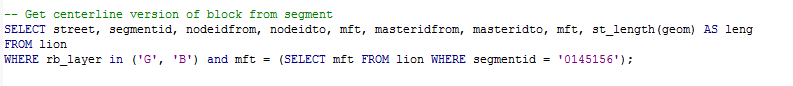 -- Get centerline version of block from segment
SELECT street, segmentid, nodeidfrom, nodeidto, mft, masteridfrom, masteridto, mft, st_length(geom) AS leng
FROM lion
WHERE rb_layer in ('G', 'B') and mft = (SELECT mft FROM lion WHERE segmentid = '0145156');